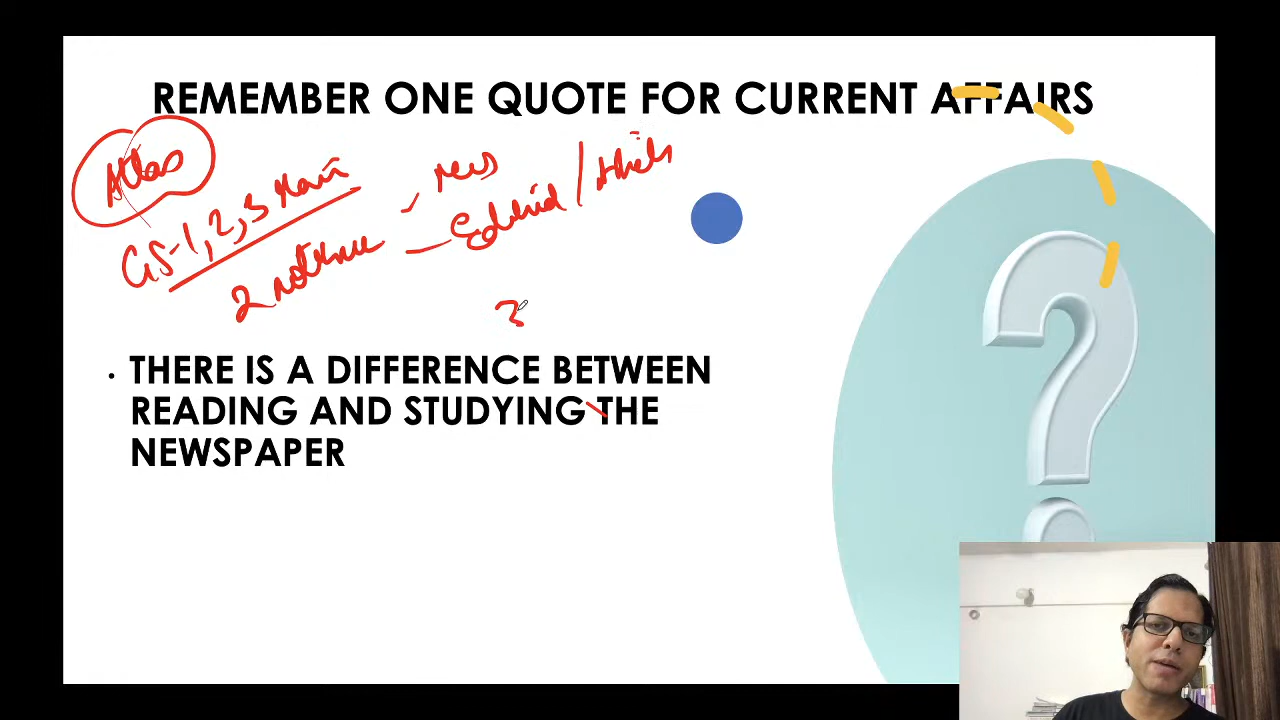 REMEMBER ONE QUOTE FOR CURRENT AFFAIRS
Atlas
GS-1, 2, 3 Main
2 notebook
news
Editorial /
3
• THERE IS A DIFFERENCE BETWEEN
READING AND STUDYING THE
NEWSPAPER